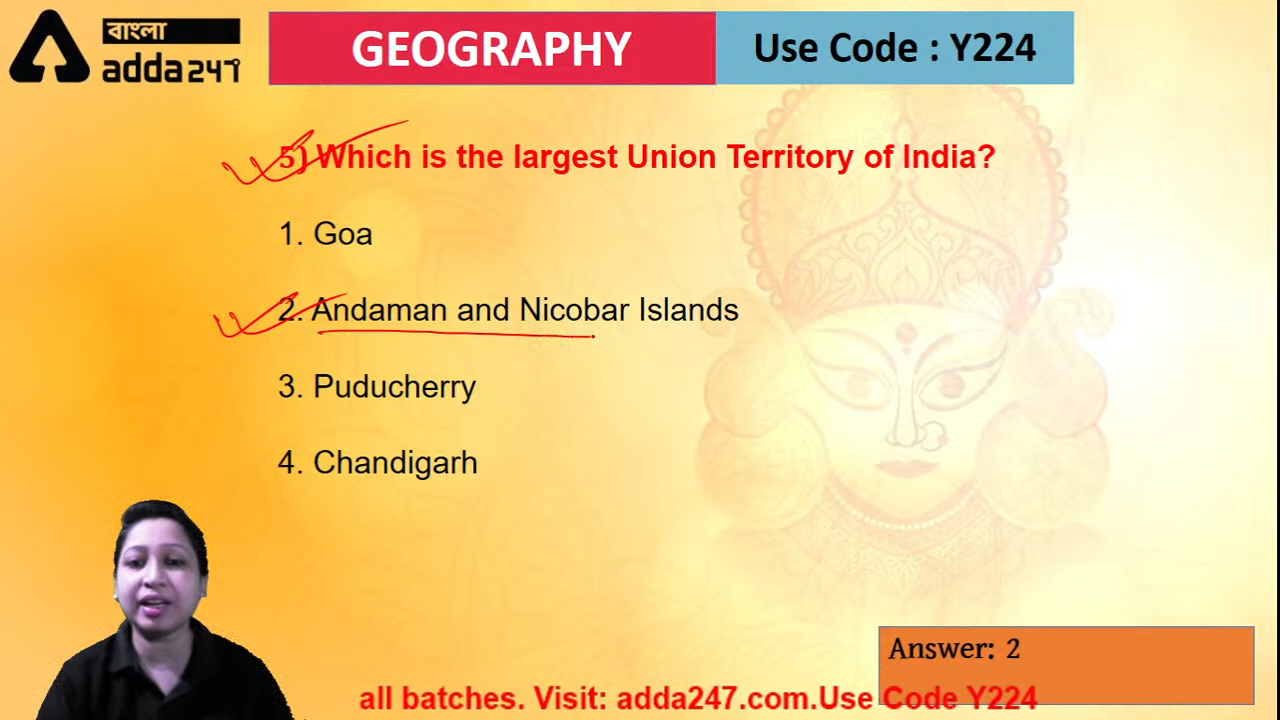 বাংলা
adda247
GEOGRAPHY
Use Code : Y224
5) Which is the largest Union Territory of India?
1. Goa
2. Andaman and Nicobar Islands
3. Puducherry
4. Chandigarh
Answer: 2
all batches. Visit: adda247.com.Use Code Y224